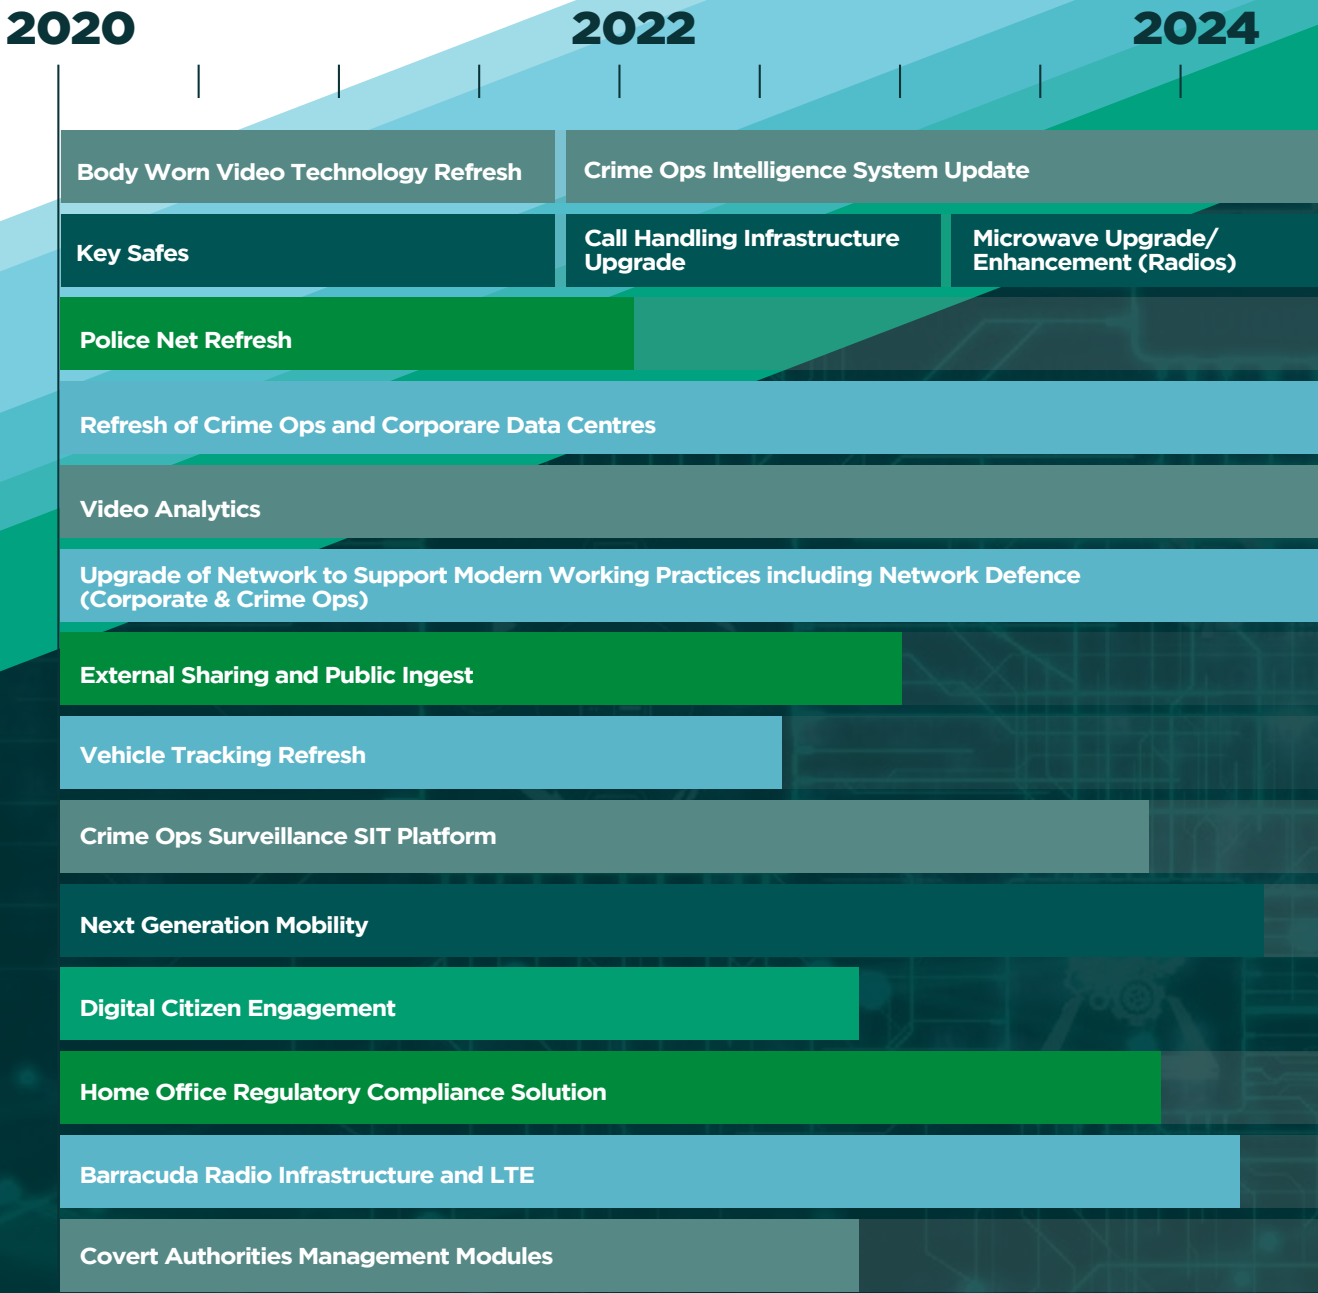 2020 2022 2024
Body Worn Video Technology Refresh
Crime Ops Intelligence System Update
Key Safes
Call Handling Infrastructure
Upgrade
Microwave Upgrade/
Enhancement (Radios)
Police Net Refresh
Refresh of Crime Ops and Corporare Data Centres
Video Analytics
Upgrade of Network to Support Modern Working Practices including Network Defence
(Corporate & Crime Ops)
External Sharing and Public Ingest
Vehicle Tracking Refresh
Crime Ops Surveillance SIT Platform
Next Generation Mobility
Digital Citizen Engagement
Home Office Regulatory Compliance Solution
Barracuda Radio Infrastructure and LTE
Covert Authorities Management Modules